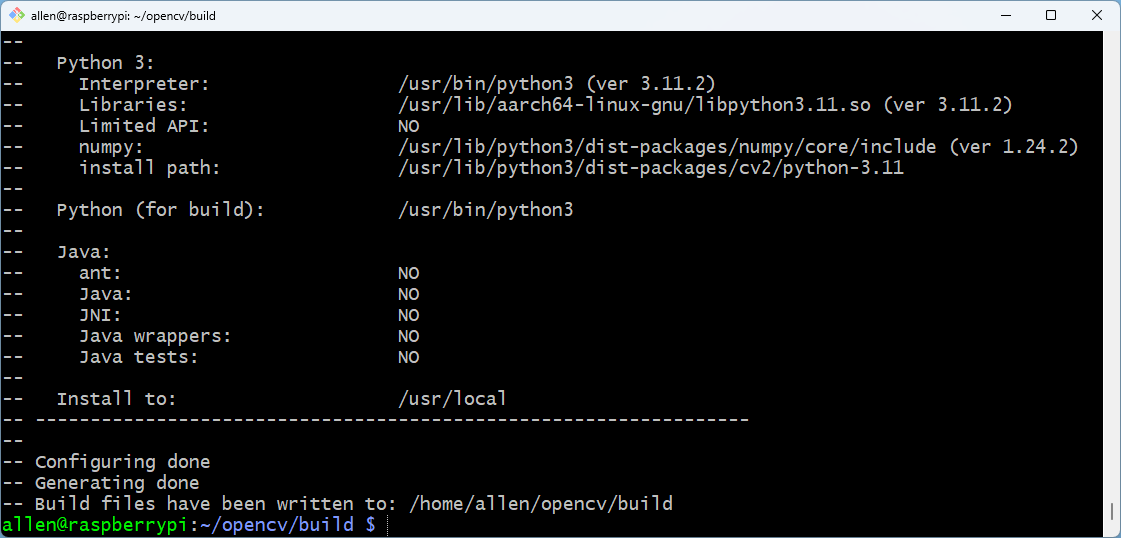 allen@raspberrypi: ~/opencv/build
--
--   Python 3:
--     Interpreter:                 /usr/bin/python3 (ver 3.11.2)
--     Libraries:                   /usr/lib/aarch64-linux-gnu/libpython3.11.so (ver 3.11.2)
--     Limited API:                 NO
--     numpy:                       /usr/lib/python3/dist-packages/numpy/core/include (ver 1.24.2)
--     install path:                /usr/lib/python3/dist-packages/cv2/python-3.11
--
--   Python (for build):            /usr/bin/python3
--
--   Java:
--     ant:                         NO
--     Java:                        NO
--     JNI:                         NO
--     Java wrappers:               NO
--     Java tests:                  NO
--
--   Install to:                    /usr/local
-- -----------------------------------------------------------------
--
-- Configuring done
-- Generating done
-- Build files have been written to: /home/allen/opencv/build
allen@raspberrypi:~/opencv/build $